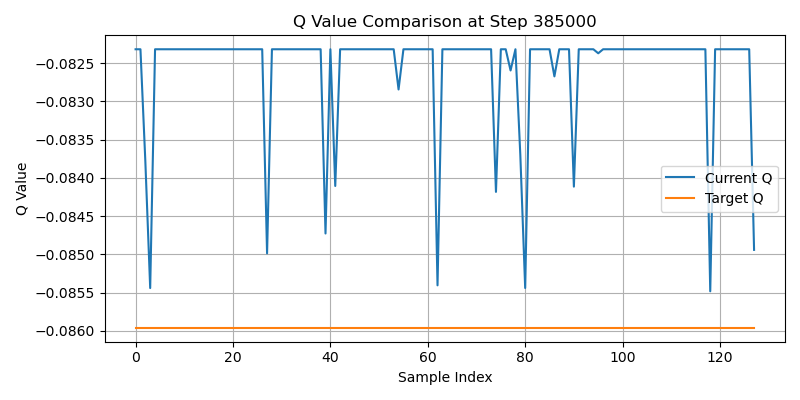 Q Value Comparison at Step 385000
Q Value
−0.0825
−0.0830
−0.0835
−0.0840
−0.0845
−0.0850
−0.0855
−0.0860
Current Q
Target Q
0 20 40 60 80 100 120
Sample Index